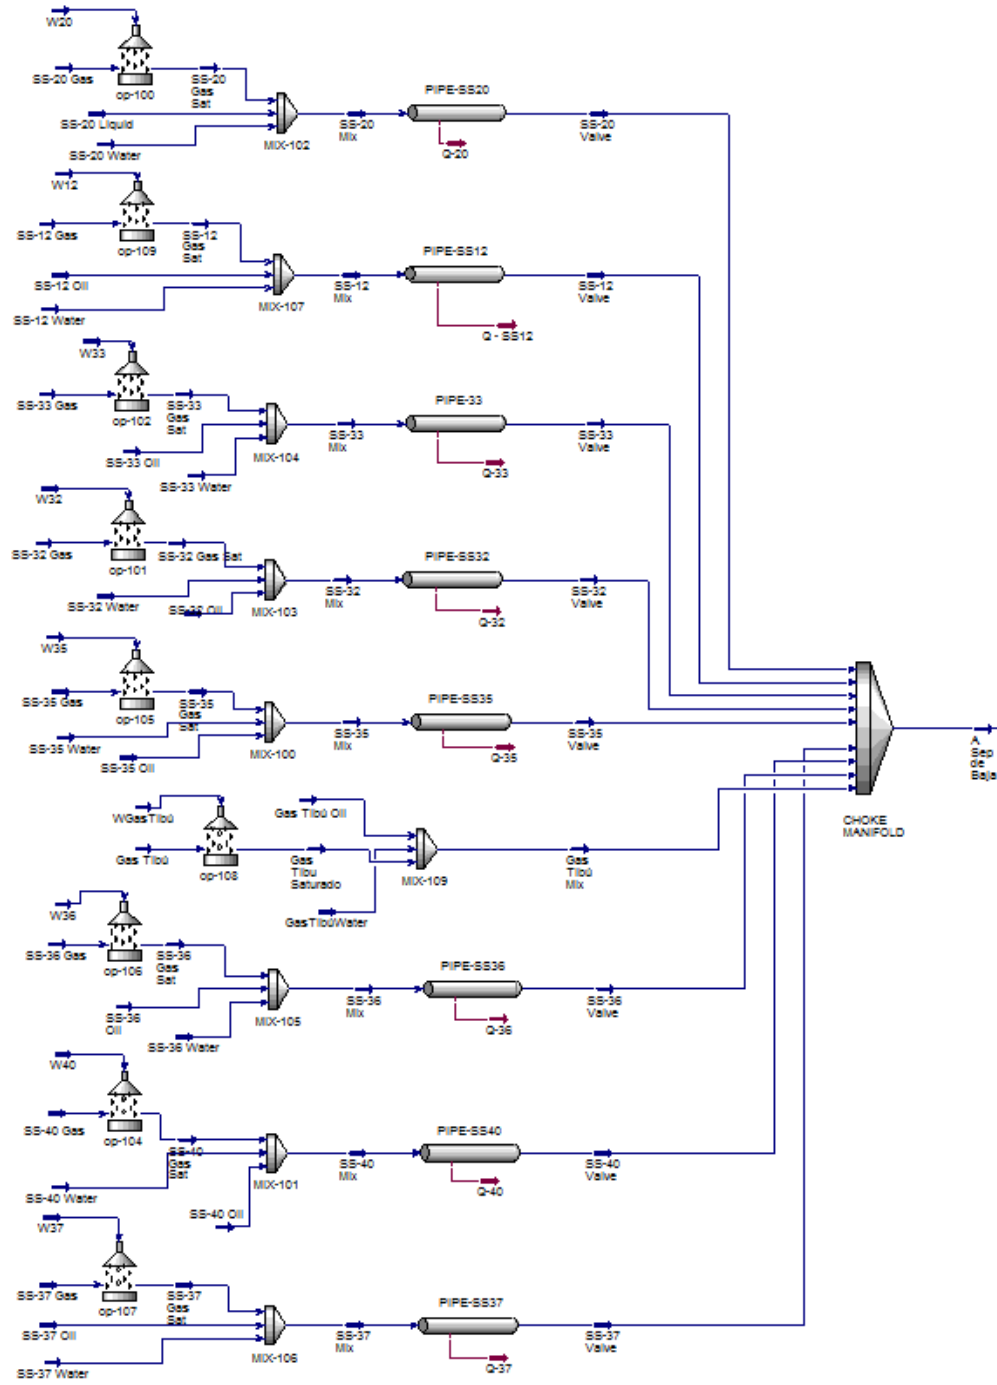 W20
SS-20 Gas
op-100
SS-20
Gas
Sat
SS-20 Liquid
SS-20 Water
MIX-102
SS-20
Mix
PIPE-SS20
Q-20
SS-20
Valve
W12
SS-12 Gas
op-109
SS-12
Gas
Sat
SS-12 Oil
SS-12 Water
MIX-107
SS-12
Mix
PIPE-SS12
Q - SS12
SS-12
Valve
W33
SS-33 Gas
op-102
SS-33
Gas
Sat
SS-33 Oil
SS-33 Water
MIX-104
SS-33
Mix
PIPE-33
Q-33
SS-33
Valve
W32
SS-32 Gas
op-101
SS-32 Gas Sat
SS-32 Water
SS-32 Oil
MIX-103
SS-32
Mix
PIPE-SS32
Q-32
SS-32
Valve
W35
SS-35 Gas
op-105
SS-35
Gas
Sat
SS-35 Water
SS-35 Oil
MIX-100
SS-35
Mix
PIPE-SS35
Q-35
SS-35
Valve
A
Sep
de
Baja
CHOKE
MANIFOLD
WGasTibú
Gas Tibú
op-108
Gas Tibú Oil
Gas
Tibu
Saturado
GasTibúWater
MIX-109
Gas
Tibú
Mix
W36
SS-36 Gas
op-106
SS-36
Gas
Sat
SS-36
Oil
SS-36 Water
MIX-105
SS-36
Mix
PIPE-SS36
Q-36
SS-36
Valve
W40
SS-40 Gas
op-104
SS-40
Gas
Sat
SS-40 Water
SS-40 Oil
MIX-101
SS-40
Mix
PIPE-SS40
Q-40
SS-40
Valve
W37
SS-37 Gas
op-107
SS-37
Gas
Sat
SS-37 Oil
SS-37 Water
MIX-106
SS-37
Mix
PIPE-SS37
Q-37
SS-37
Valve